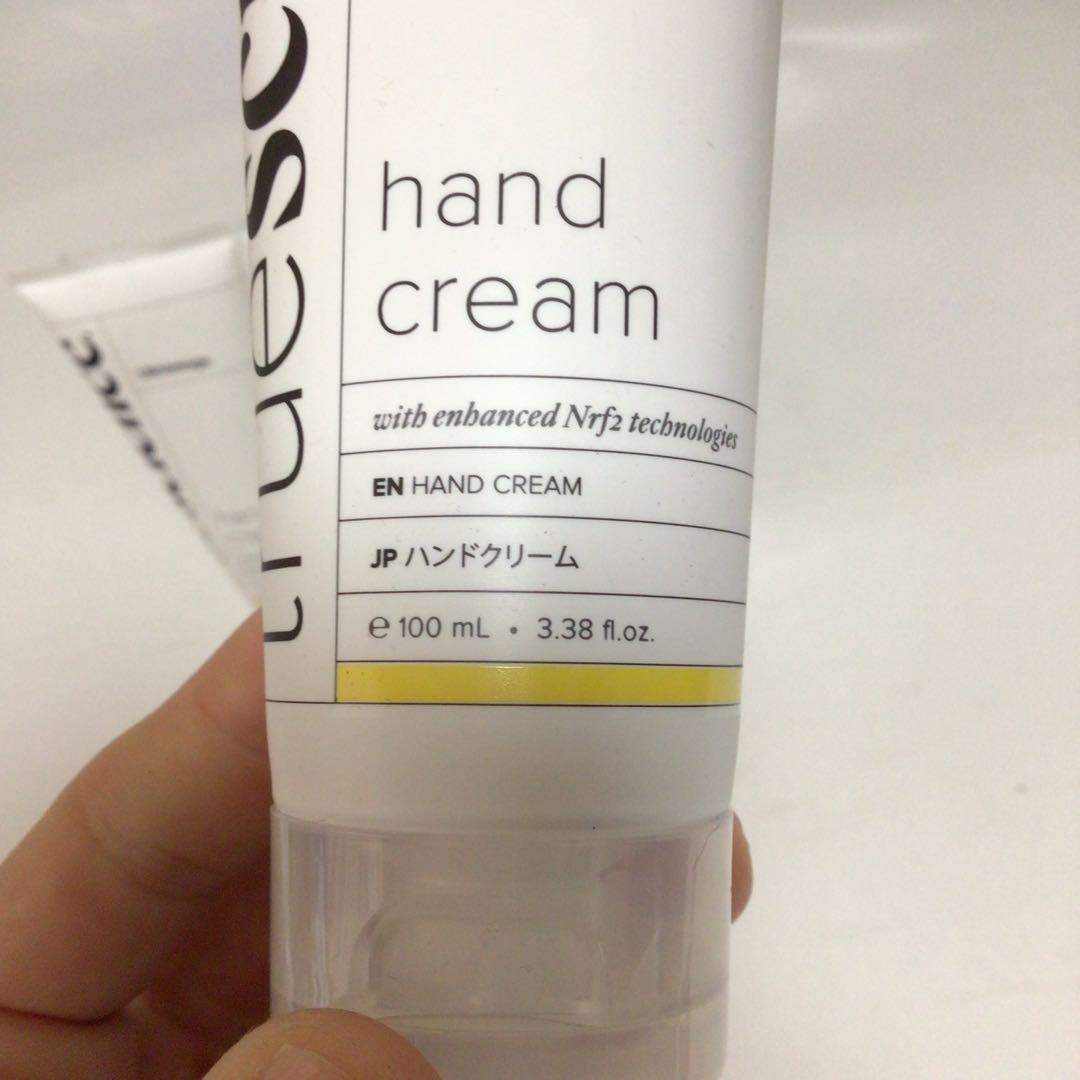 truesc
hand
cream
with enhanced Nrf2 technologies
EN HAND CREAM
JP ハンドクリーム
℮ 100 mL • 3.38 fl.oz.